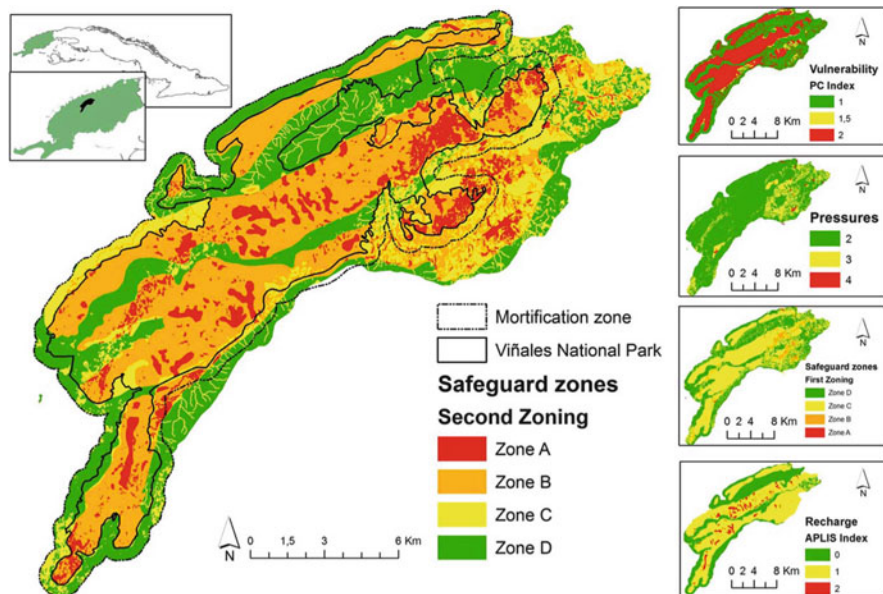 Mortification zone
Viñales National Park
Safeguard zones
Second Zoning
Zone A
Zone B
Zone C
Zone D
N
0 1,5 3 6 Km
N
Vulnerability
PC Index
1
1,5
2
0 2 4 8 Km
N
Pressures
2
3
4
0 2 4 8 Km
N
Safeguard zones
First Zoning
Zone D
Zone C
Zone B
Zone A
0 2 4 8 Km
N
Recharge
APLIS Index
0
1
2
0 2 4 8 Km